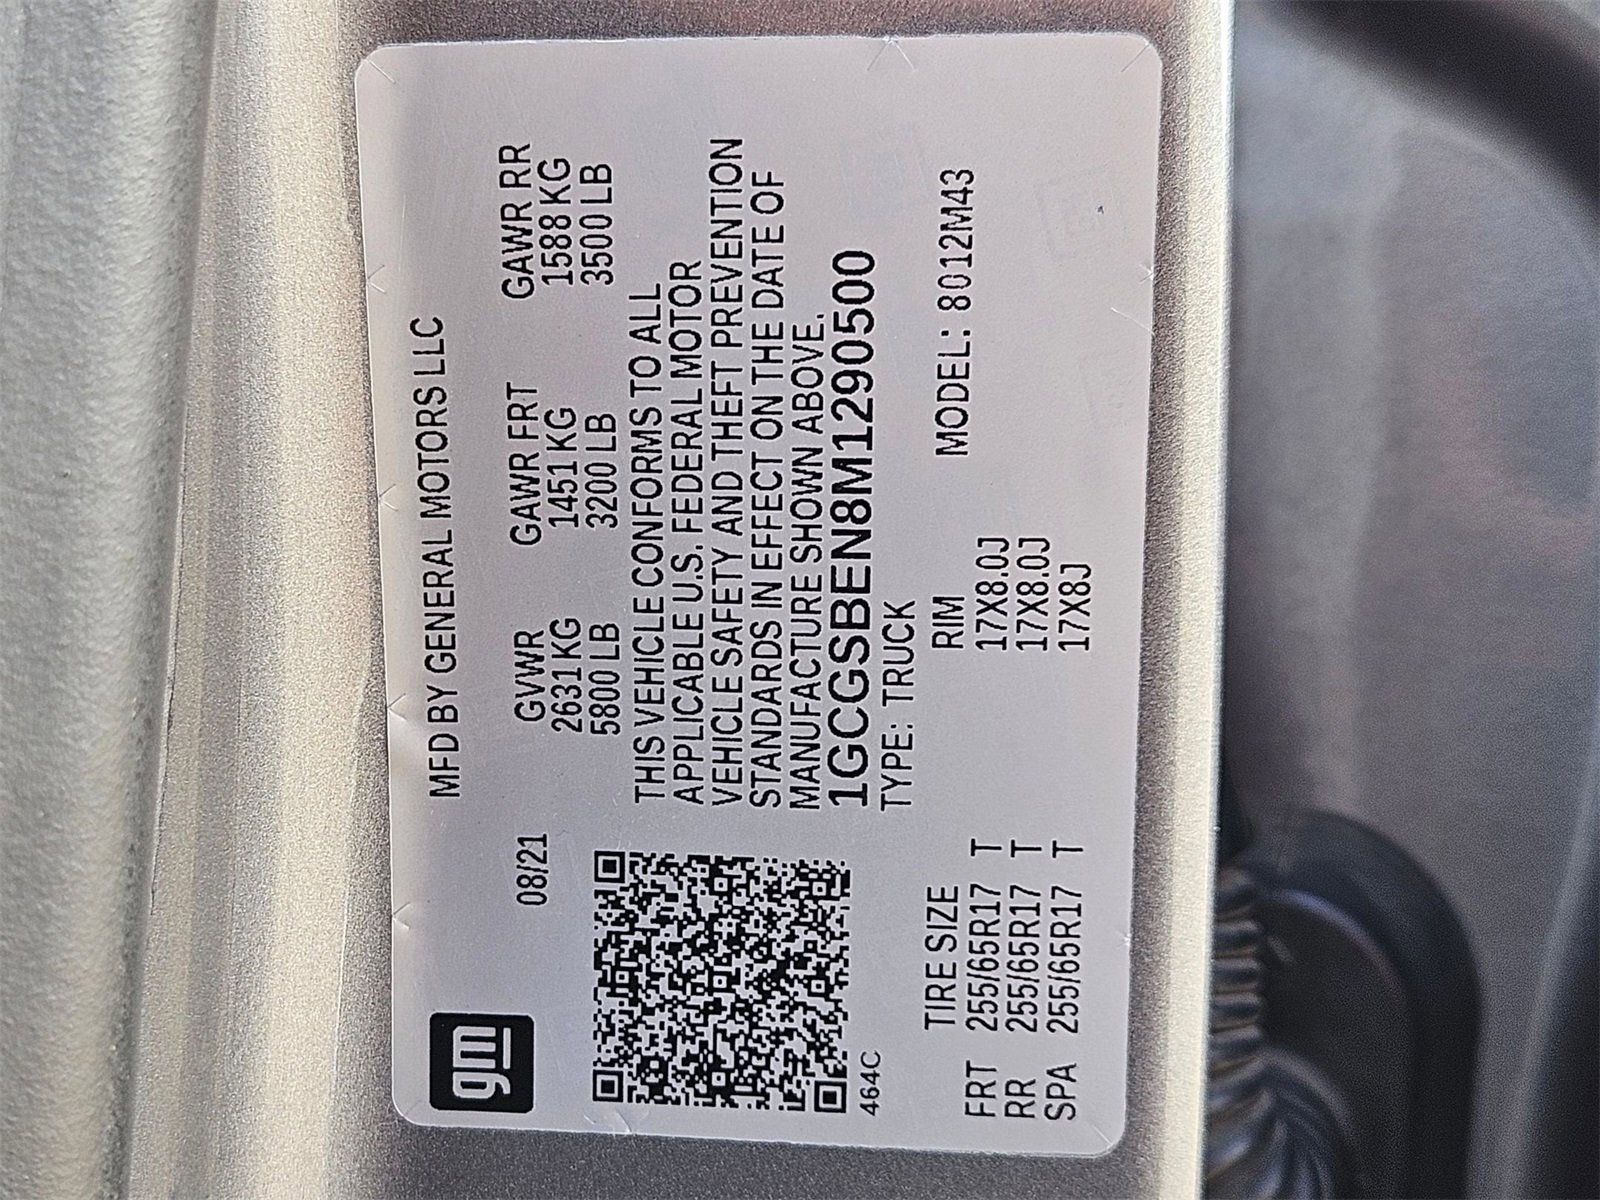 gm
MFD BY GENERAL MOTORS LLC
08/21
GVWR GAWR FRT GAWR RR
2631 KG 1451 KG 1588 KG
5800 LB 3200 LB 3500 LB
THIS VEHICLE CONFORMS TO ALL
APPLICABLE U.S. FEDERAL MOTOR
VEHICLE SAFETY AND THEFT PREVENTION
STANDARDS IN EFFECT ON THE DATE OF
MANUFACTURE SHOWN ABOVE.
1GCGSBEN8M1290500
464C TYPE: TRUCK
TIRE SIZE RIM MODEL: 8012M43
FRT 255/65R17 T 17X8.0J
RR 255/65R17 T 17X8.0J
SPA 255/65R17 T 17X8J